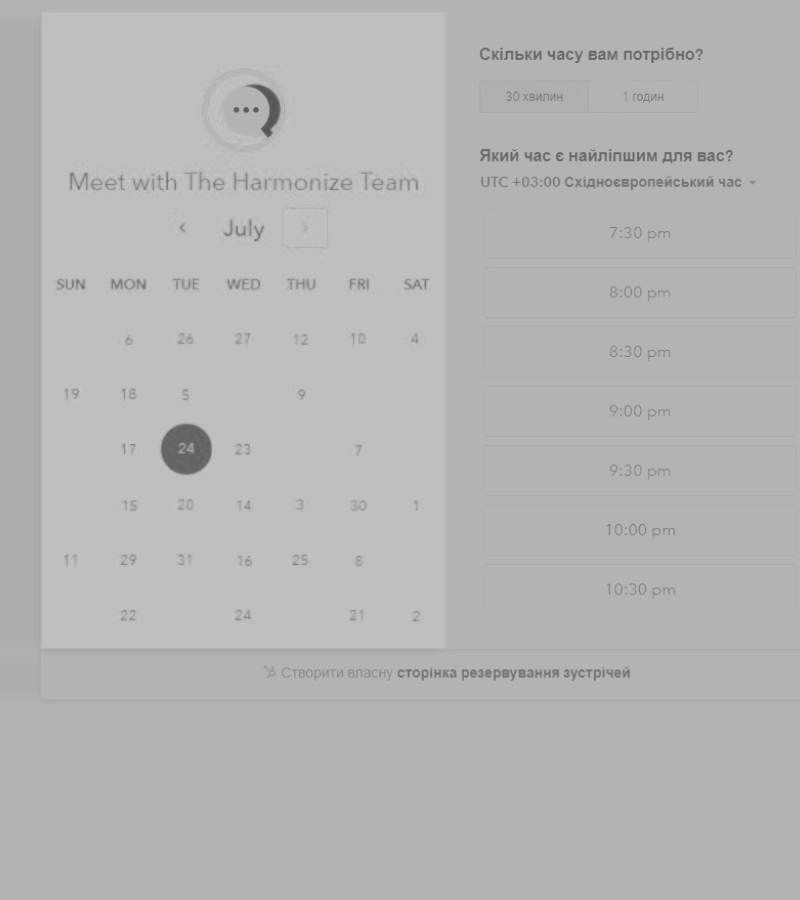 Meet with The Harmonize Team
July
SUN MON TUE WED THU FRI SAT
6 26 27 12 10 4
19 18 5 9
17 24 23 7
15 20 14 3 30 1
11 29 31 16 25 8
22 24 21 2
Скільки часу вам потрібно?
30 хвилин 1 годин
Який час є найліпшим для вас?
UTC +03:00 Східноєвропейський час
7:30 pm
8:00 pm
8:30 pm
9:00 pm
9:30 pm
10:00 pm
10:30 pm
Створити власну сторінка резервування зустрічей